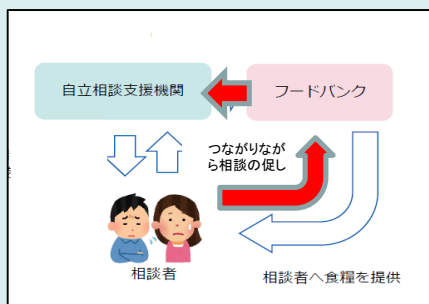 自立相談支援機関
フードバンク
つながりなが
ら相談の促し
相談者
相談者へ食糧を提供